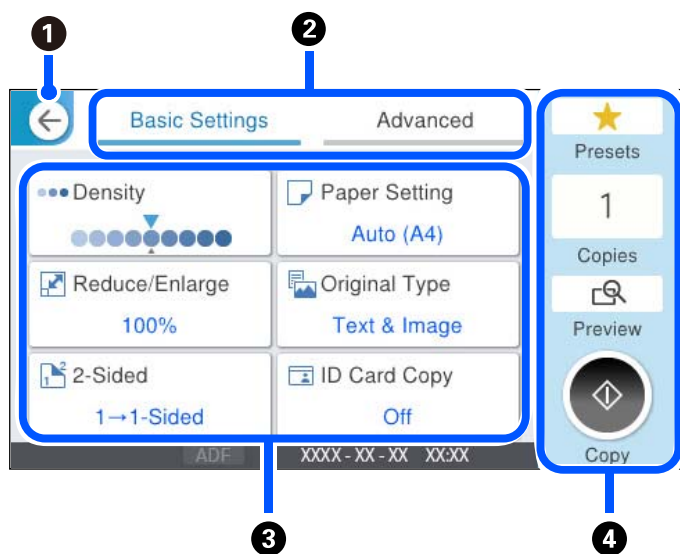 1
2
Basic Settings
Advanced
Presets
Density
Paper Setting
Auto (A4)
1
Copies
Reduce/Enlarge
100%
Original Type
Text & Image
Preview
1 2
2-Sided
1→1-Sided
ID Card Copy
Off
Copy
ADF
XXXX-XX-XX XX:XX
3
4